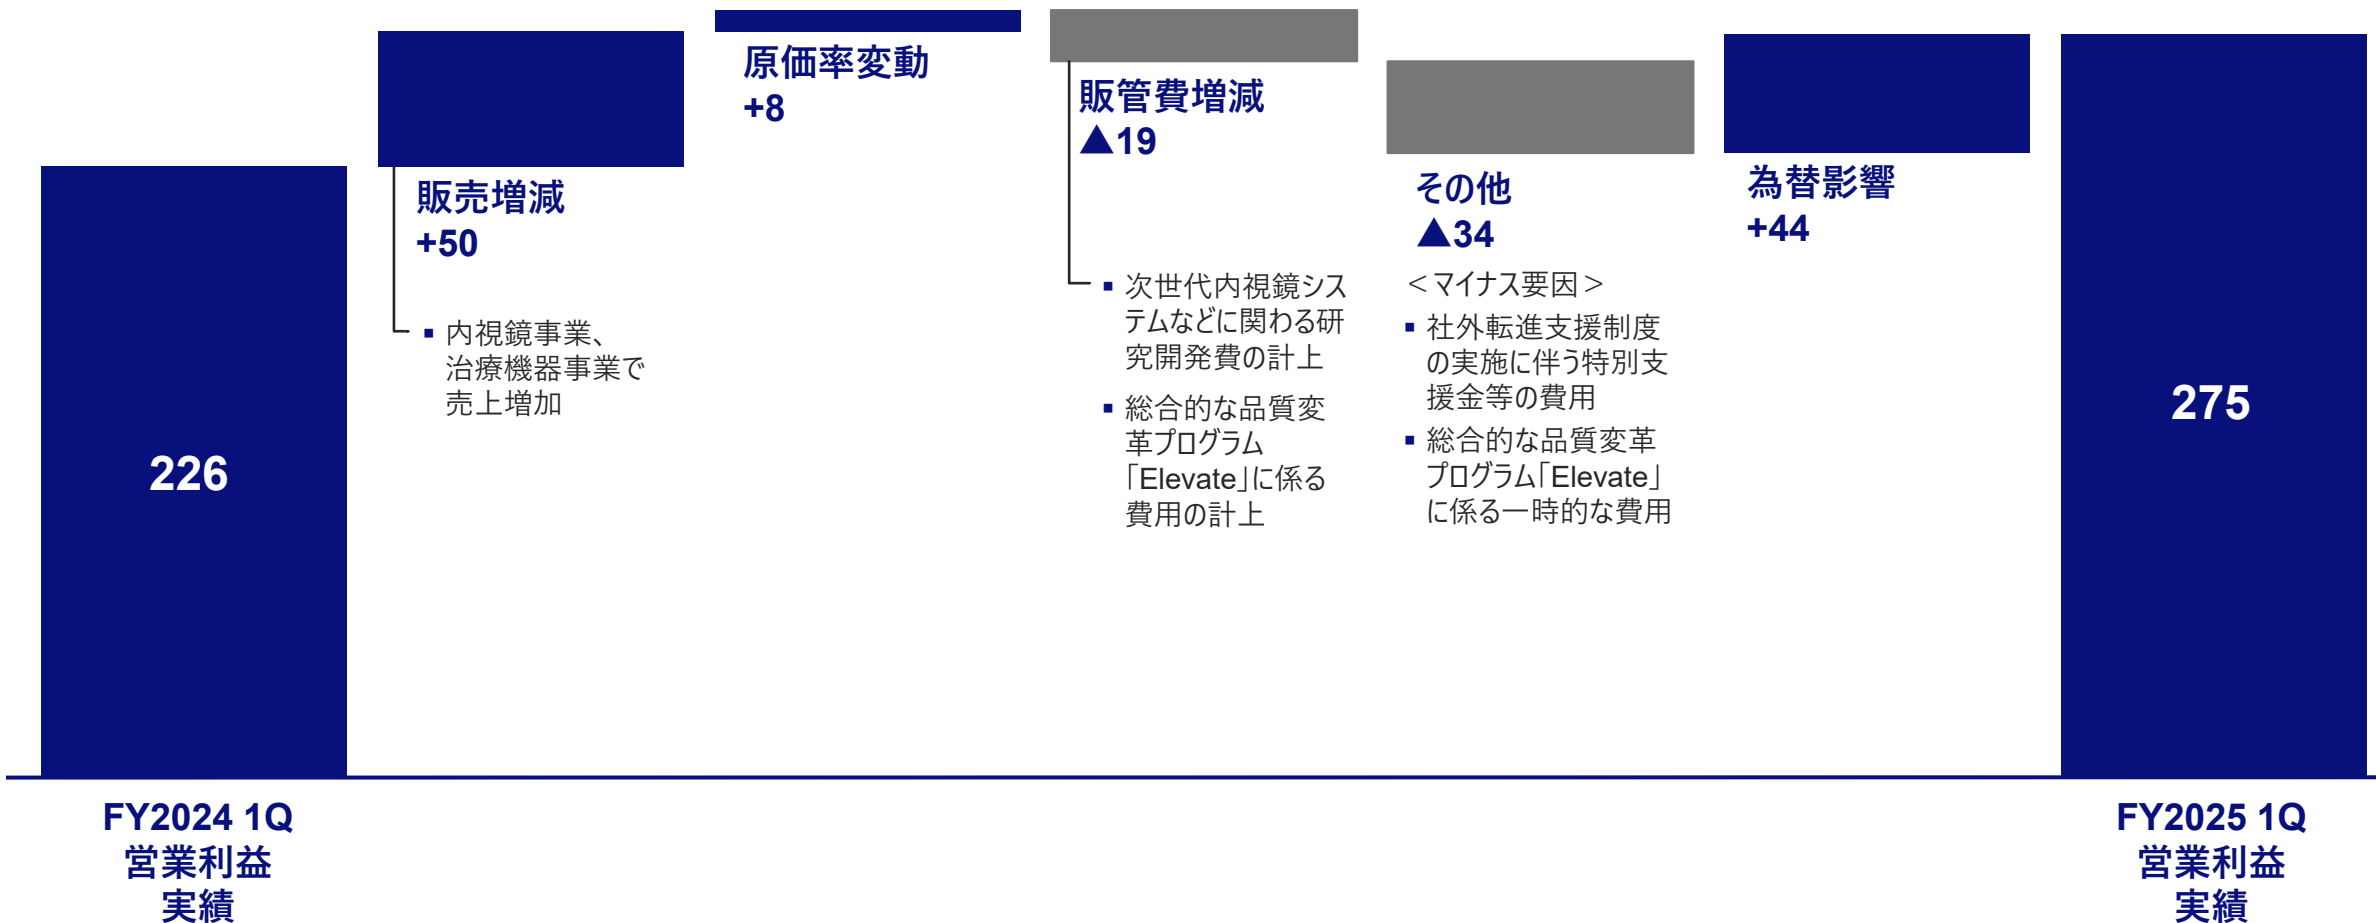 226
販売増減
+50
▪ 内視鏡事業、
治療機器事業で
売上増加
原価率変動
+8
販管費増減
▲19
▪ 次世代内視鏡シス
テムなどに関わる研
究開発費の計上
▪ 総合的な品質変
革プログラム
「Elevate」に係る
費用の計上
その他
▲34
＜マイナス要因＞
▪ 社外転進支援制度
の実施に伴う特別支
援金等の費用
▪ 総合的な品質変革
プログラム「Elevate」
に係る一時的な費用
為替影響
+44
275
FY2024 1Q
営業利益
実績
FY2025 1Q
営業利益
実績